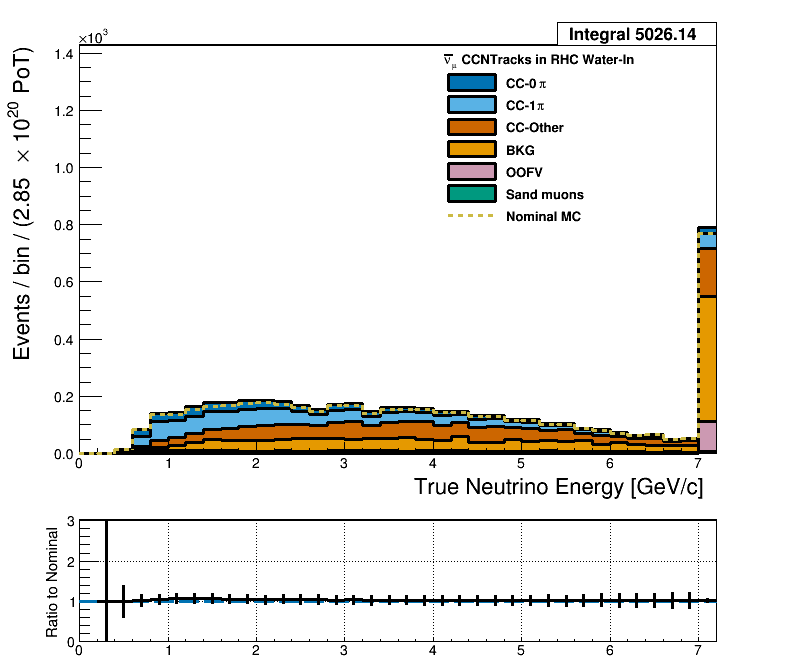 Integral 5026.14
×10³
ν̅μ CCNTracks in RHC Water-In
CC-0 π
CC-1π
CC-Other
BKG
OOFV
Sand muons
Nominal MC
Events / bin / (2.85 × 10²⁰ PoT)
1.4
1.2
1.0
0.8
0.6
0.4
0.2
0.0
0 1 2 3 4 5 6 7
True Neutrino Energy [GeV/c]
Ratio to Nominal
3
2
1
0
0 1 2 3 4 5 6 7